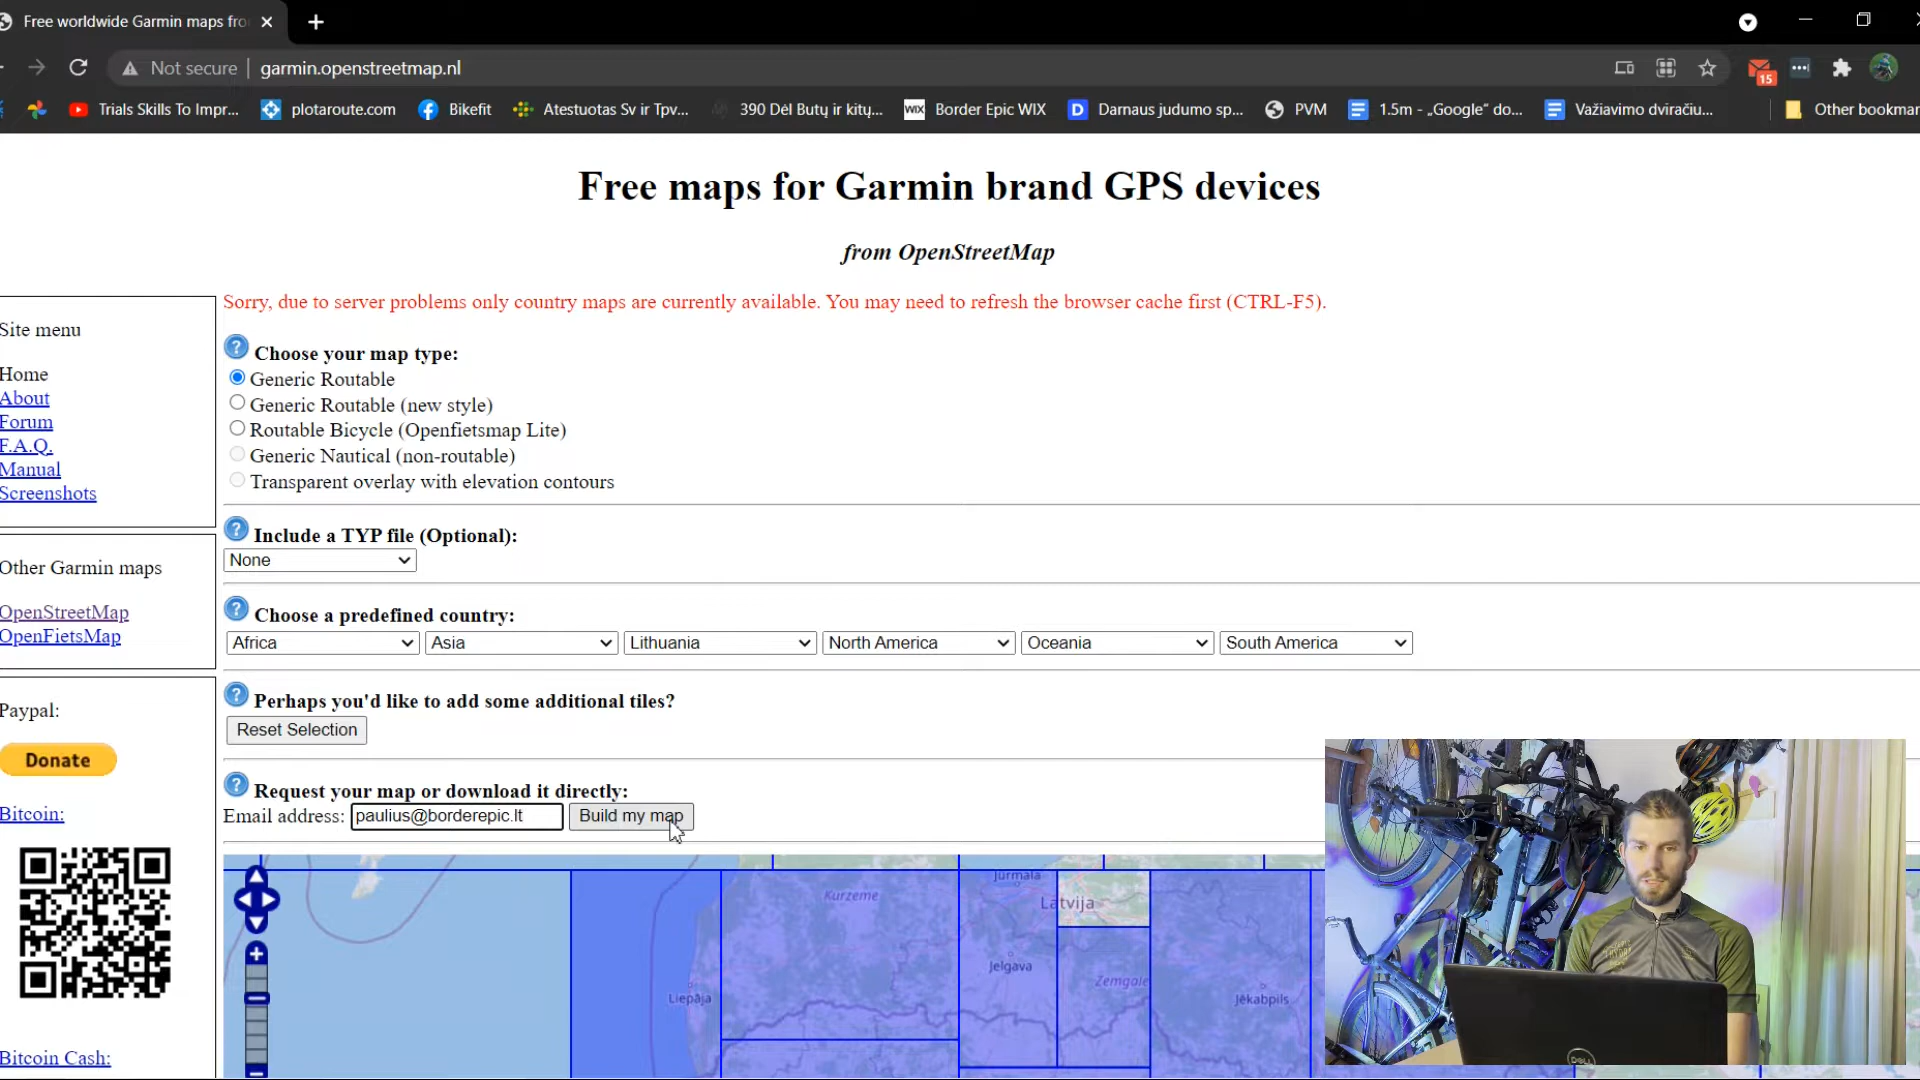 Free worldwide Garmin maps fro
Not secure
garmin.openstreetmap.nl
15
Trials Skills To Impr...
plotaroute.com
Bikefit
Atestuotas Sv ir Tpv...
390 Dėl Butų ir kitų...
WIX Border Epic WIX
D Darnaus judumo sp...
PVM
1.5m - „Google“ do...
Važiavimo dviračiu...
Other bookmar
Free maps for Garmin brand GPS devices
from OpenStreetMap
Sorry, due to server problems only country maps are currently available. You may need to refresh the browser cache first (CTRL-F5).
Site menu
Home
About
Forum
F.A.Q.
Manual
Screenshots
Other Garmin maps
OpenStreetMap
OpenFietsMap
Paypal:
Donate
Bitcoin:
Bitcoin Cash:
? Choose your map type:
Generic Routable
Generic Routable (new style)
Routable Bicycle (Openfietsmap Lite)
Generic Nautical (non-routable)
Transparent overlay with elevation contours
? Include a TYP file (Optional):
None
? Choose a predefined country:
Africa Asia Lithuania North America Oceania South America
? Perhaps you'd like to add some additional tiles?
Reset Selection
? Request your map or download it directly:
Email address: paulius@borderepic.lt Build my map
Jūrmala
Kurzeme
Latvija
Jelgava
Zemgale
Liepāja
Jēkabpils
DELL